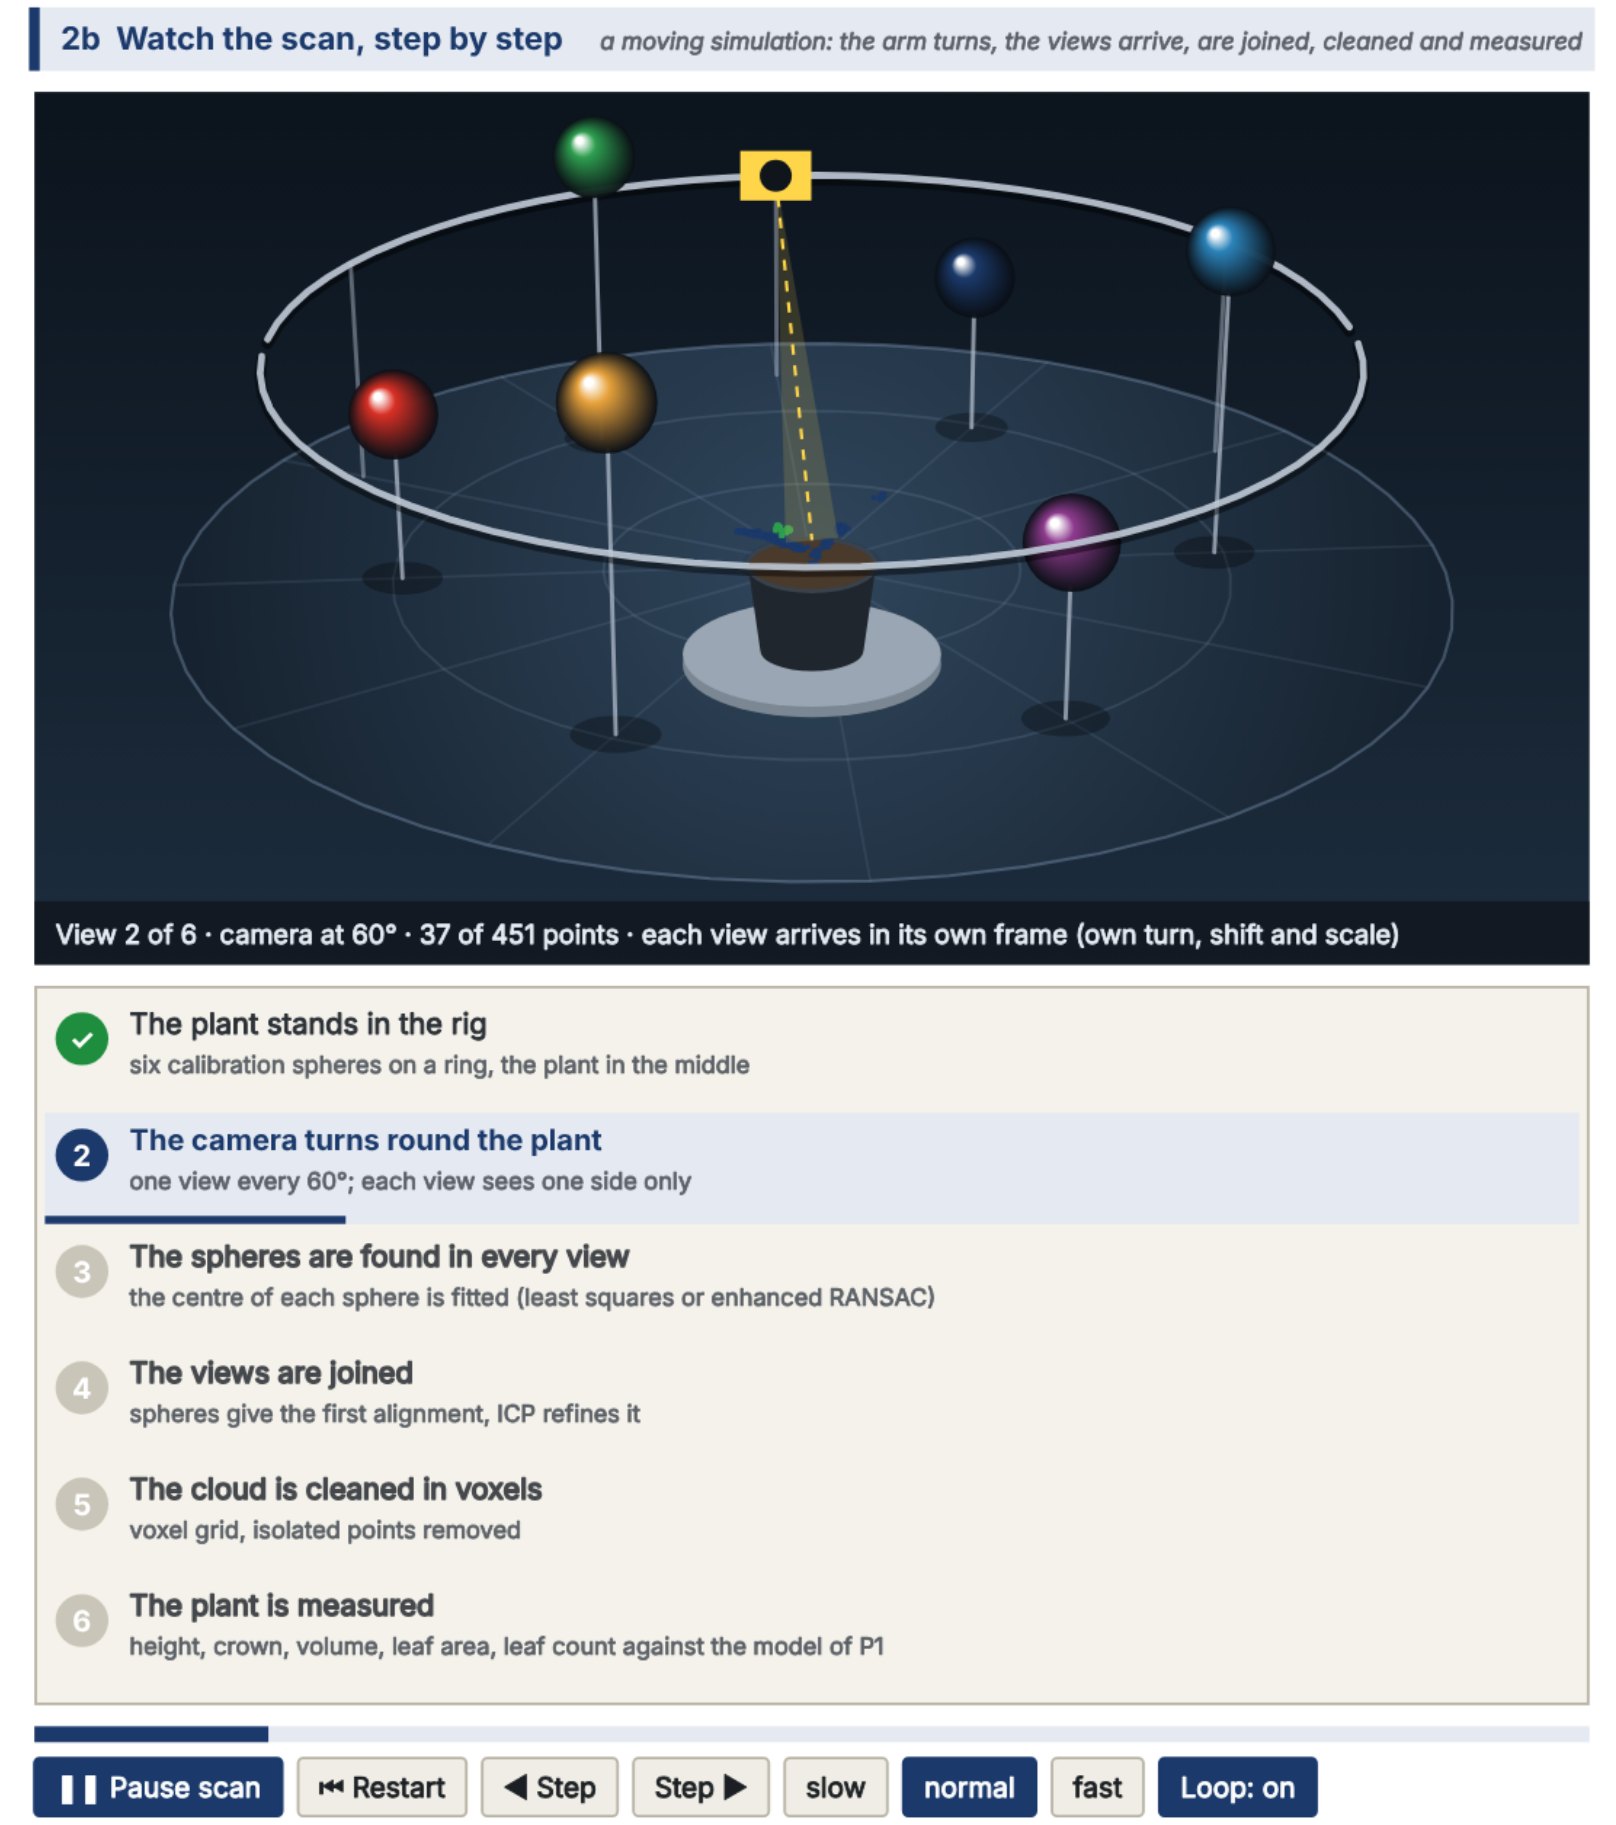 2b Watch the scan, step by step a moving simulation: the arm turns, the views arrive, are joined, cleaned and measured
View 2 of 6 · camera at 60° · 37 of 451 points · each view arrives in its own frame (own turn, shift and scale)
The plant stands in the rig
six calibration spheres on a ring, the plant in the middle
2 The camera turns round the plant
one view every 60°; each view sees one side only
3 The spheres are found in every view
the centre of each sphere is fitted (least squares or enhanced RANSAC)
4 The views are joined
spheres give the first alignment, ICP refines it
5 The cloud is cleaned in voxels
voxel grid, isolated points removed
6 The plant is measured
height, crown, volume, leaf area, leaf count against the model of P1
Pause scan Restart Step Step slow normal fast Loop: on